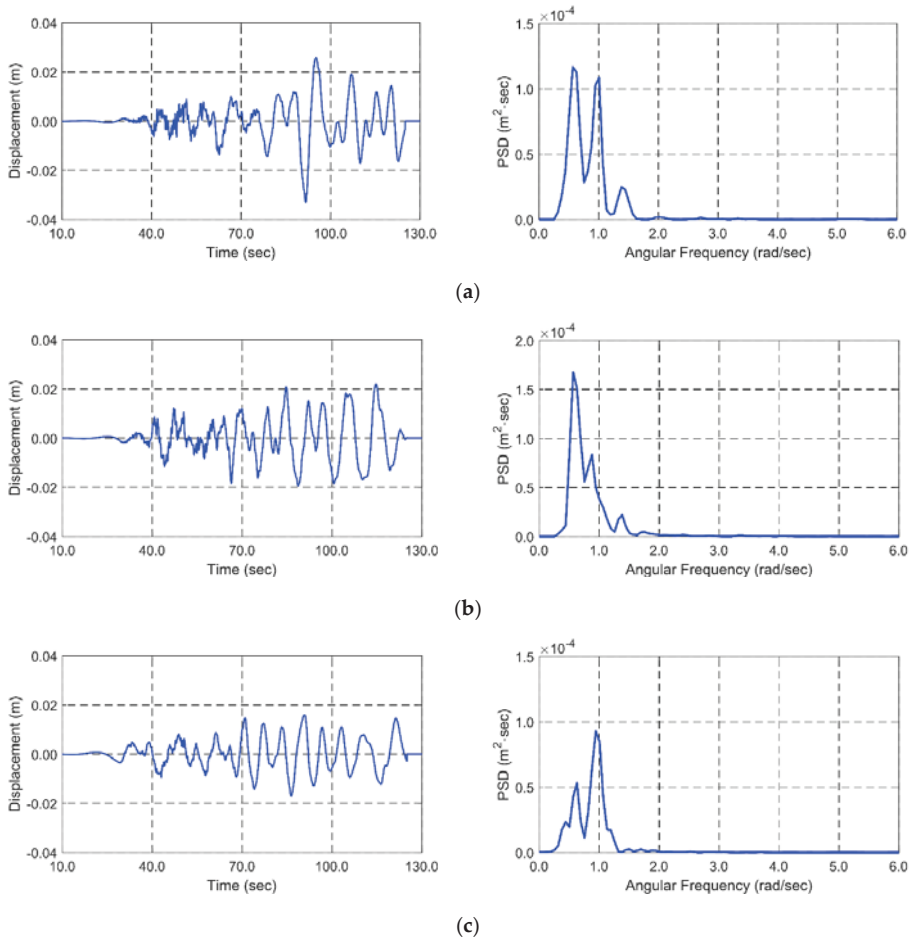 0.04
0.02
0.00
-0.02
-0.04
Displacement (m)
10.0 40.0 70.0 100.0 130.0
Time (sec)
×10⁻⁴
1.5
1.0
0.5
0.0
PSD (m²·sec)
0.0 1.0 2.0 3.0 4.0 5.0 6.0
Angular Frequency (rad/sec)
(a)
0.04
0.02
0.00
-0.02
-0.04
Displacement (m)
10.0 40.0 70.0 100.0 130.0
Time (sec)
×10⁻⁴
2.0
1.5
1.0
0.5
0.0
PSD (m²·sec)
0.0 1.0 2.0 3.0 4.0 5.0 6.0
Angular Frequency (rad/sec)
(b)
0.04
0.02
0.00
-0.02
-0.04
Displacement (m)
10.0 40.0 70.0 100.0 130.0
Time (sec)
×10⁻⁴
1.5
1.0
0.5
0.0
PSD (m²·sec)
0.0 1.0 2.0 3.0 4.0 5.0 6.0
Angular Frequency (rad/sec)
(c)